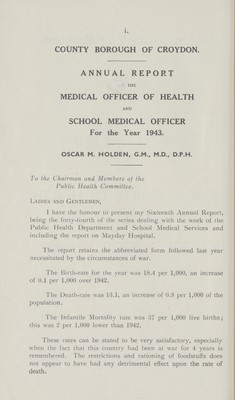 i.
COUNTY BOROUGH OF CROYDON.
ANNUAL REPORT
OF THE
MEDICAL OFFICER OF HEALTH
AND
SCHOOL MEDICAL OFFICER
For the Year 1943.
OSCAR M. HOLDEN, G.M., M.D., D.P.H.
To the Chairman and Members of the
Public Health Committee.
LADIES AND GENTLEMEN,
I have the honour to present my Sixteenth Annual Report,
being the forty-fourth of the series dealing with the work of the
Public Health Department and School Medical Services and
including the report on Mayday Hospital.
The report retains the abbreviated form followed last year
necessitated by the circumstances of war.
The Birth-rate for the year was 18.4 per 1,000, an increase
of 0.1 per 1,000 over 1942.
The Death-rate was 13.1, an increase of 0.8 per 1,000 of the
population.
The Infantile Mortality rate was 37 per 1,000 live births;
this was 2 per 1,000 lower than 1942.
These rates can be stated to be very satisfactory, especially
when the fact that this country had been at war for 4 years is
remembered. The restrictions and rationing of foodstuffs does
not appear to have had any detrimental effect upon the rate of
death.